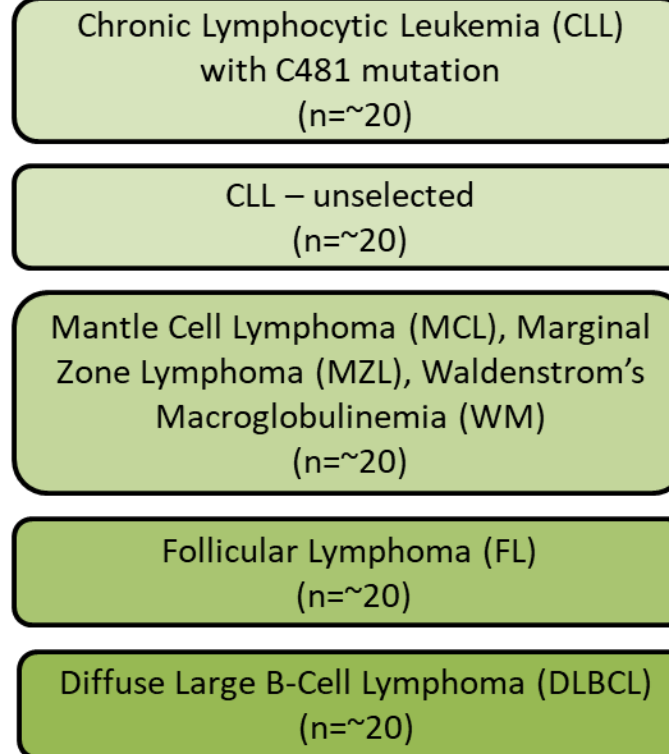 Chronic Lymphocytic Leukemia (CLL)
with C481 mutation
(n=~20)
CLL – unselected
(n=~20)
Mantle Cell Lymphoma (MCL), Marginal
Zone Lymphoma (MZL), Waldenstrom’s
Macroglobulinemia (WM)
(n=~20)
Follicular Lymphoma (FL)
(n=~20)
Diffuse Large B-Cell Lymphoma (DLBCL)
(n=~20)